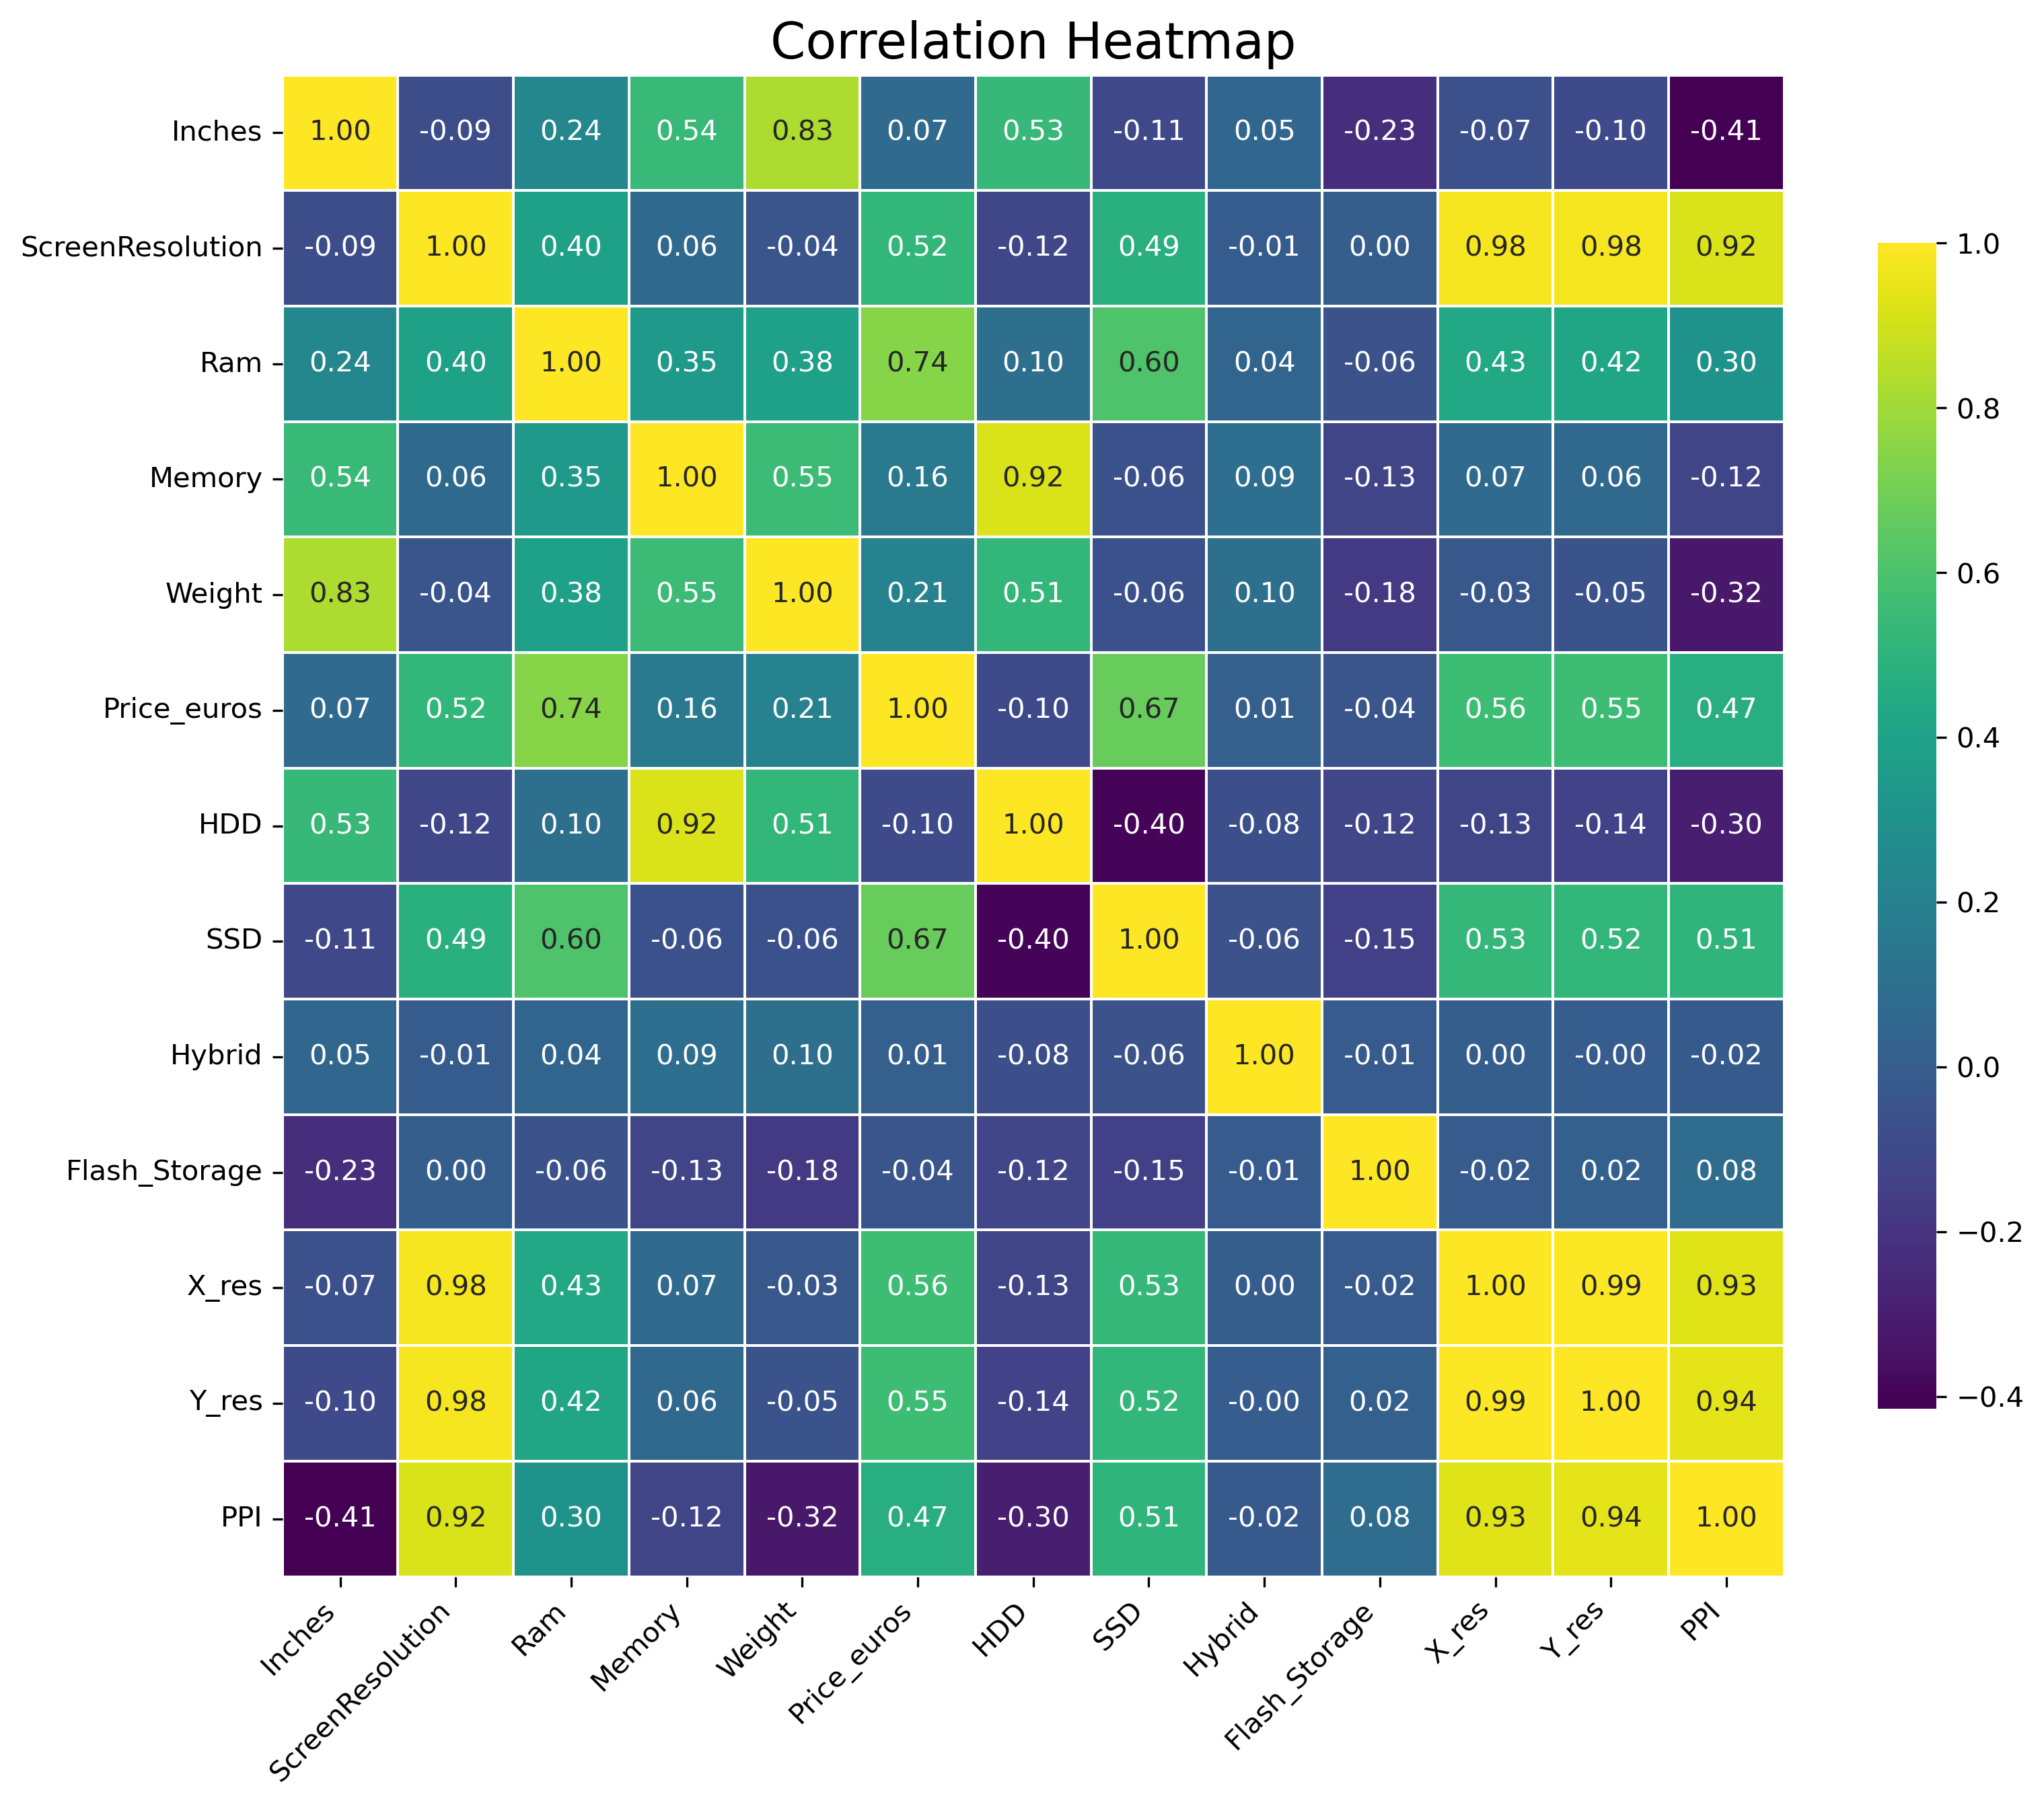 Correlation Heatmap
Inches 1.00 -0.09 0.24 0.54 0.83 0.07 0.53 -0.11 0.05 -0.23 -0.07 -0.10 -0.41
ScreenResolution -0.09 1.00 0.40 0.06 -0.04 0.52 -0.12 0.49 -0.01 0.00 0.98 0.98 0.92
Ram 0.24 0.40 1.00 0.35 0.38 0.74 0.10 0.60 0.04 -0.06 0.43 0.42 0.30
Memory 0.54 0.06 0.35 1.00 0.55 0.16 0.92 -0.06 0.09 -0.13 0.07 0.06 -0.12
Weight 0.83 -0.04 0.38 0.55 1.00 0.21 0.51 -0.06 0.10 -0.18 -0.03 -0.05 -0.32
Price_euros 0.07 0.52 0.74 0.16 0.21 1.00 -0.10 0.67 0.01 -0.04 0.56 0.55 0.47
HDD 0.53 -0.12 0.10 0.92 0.51 -0.10 1.00 -0.40 -0.08 -0.12 -0.13 -0.14 -0.30
SSD -0.11 0.49 0.60 -0.06 -0.06 0.67 -0.40 1.00 -0.06 -0.15 0.53 0.52 0.51
Hybrid 0.05 -0.01 0.04 0.09 0.10 0.01 -0.08 -0.06 1.00 -0.01 0.00 -0.00 -0.02
Flash_Storage -0.23 0.00 -0.06 -0.13 -0.18 -0.04 -0.12 -0.15 -0.01 1.00 -0.02 0.02 0.08
X_res -0.07 0.98 0.43 0.07 -0.03 0.56 -0.13 0.53 0.00 -0.02 1.00 0.99 0.93
Y_res -0.10 0.98 0.42 0.06 -0.05 0.55 -0.14 0.52 -0.00 0.02 0.99 1.00 0.94
PPI -0.41 0.92 0.30 -0.12 -0.32 0.47 -0.30 0.51 -0.02 0.08 0.93 0.94 1.00
Inches ScreenResolution Ram Memory Weight Price_euros HDD SSD Hybrid Flash_Storage X_res Y_res PPI
1.0
0.8
0.6
0.4
0.2
0.0
−0.2
−0.4